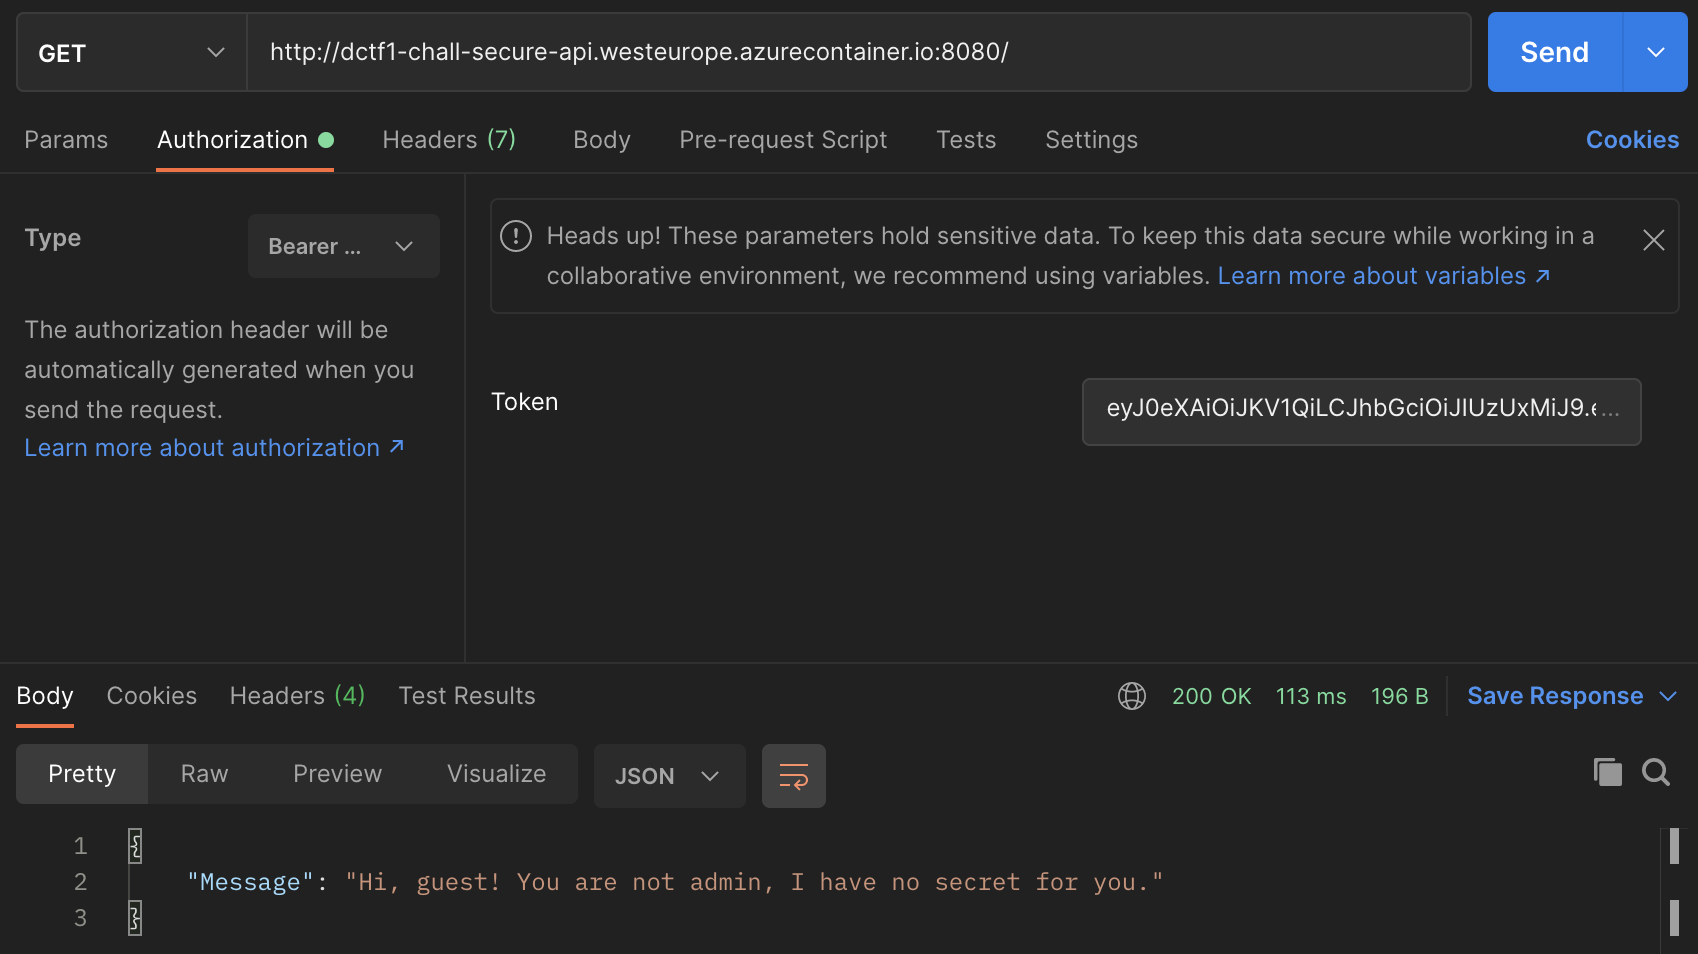 GET http://dctf1-chall-secure-api.westeurope.azurecontainer.io:8080/ Send
Params Authorization Headers (7) Body Pre-request Script Tests Settings Cookies
Type Bearer ...
The authorization header will be
automatically generated when you
send the request.
Learn more about authorization ↗
Heads up! These parameters hold sensitive data. To keep this data secure while working in a
collaborative environment, we recommend using variables. Learn more about variables ↗
Token eyJ0eXAiOiJKV1QiLCJhbGciOiJIUzUxMiJ9.e...
Body Cookies Headers (4) Test Results 200 OK 113 ms 196 B Save Response
Pretty Raw Preview Visualize JSON
1 {
2 "Message": "Hi, guest! You are not admin, I have no secret for you."
3 }